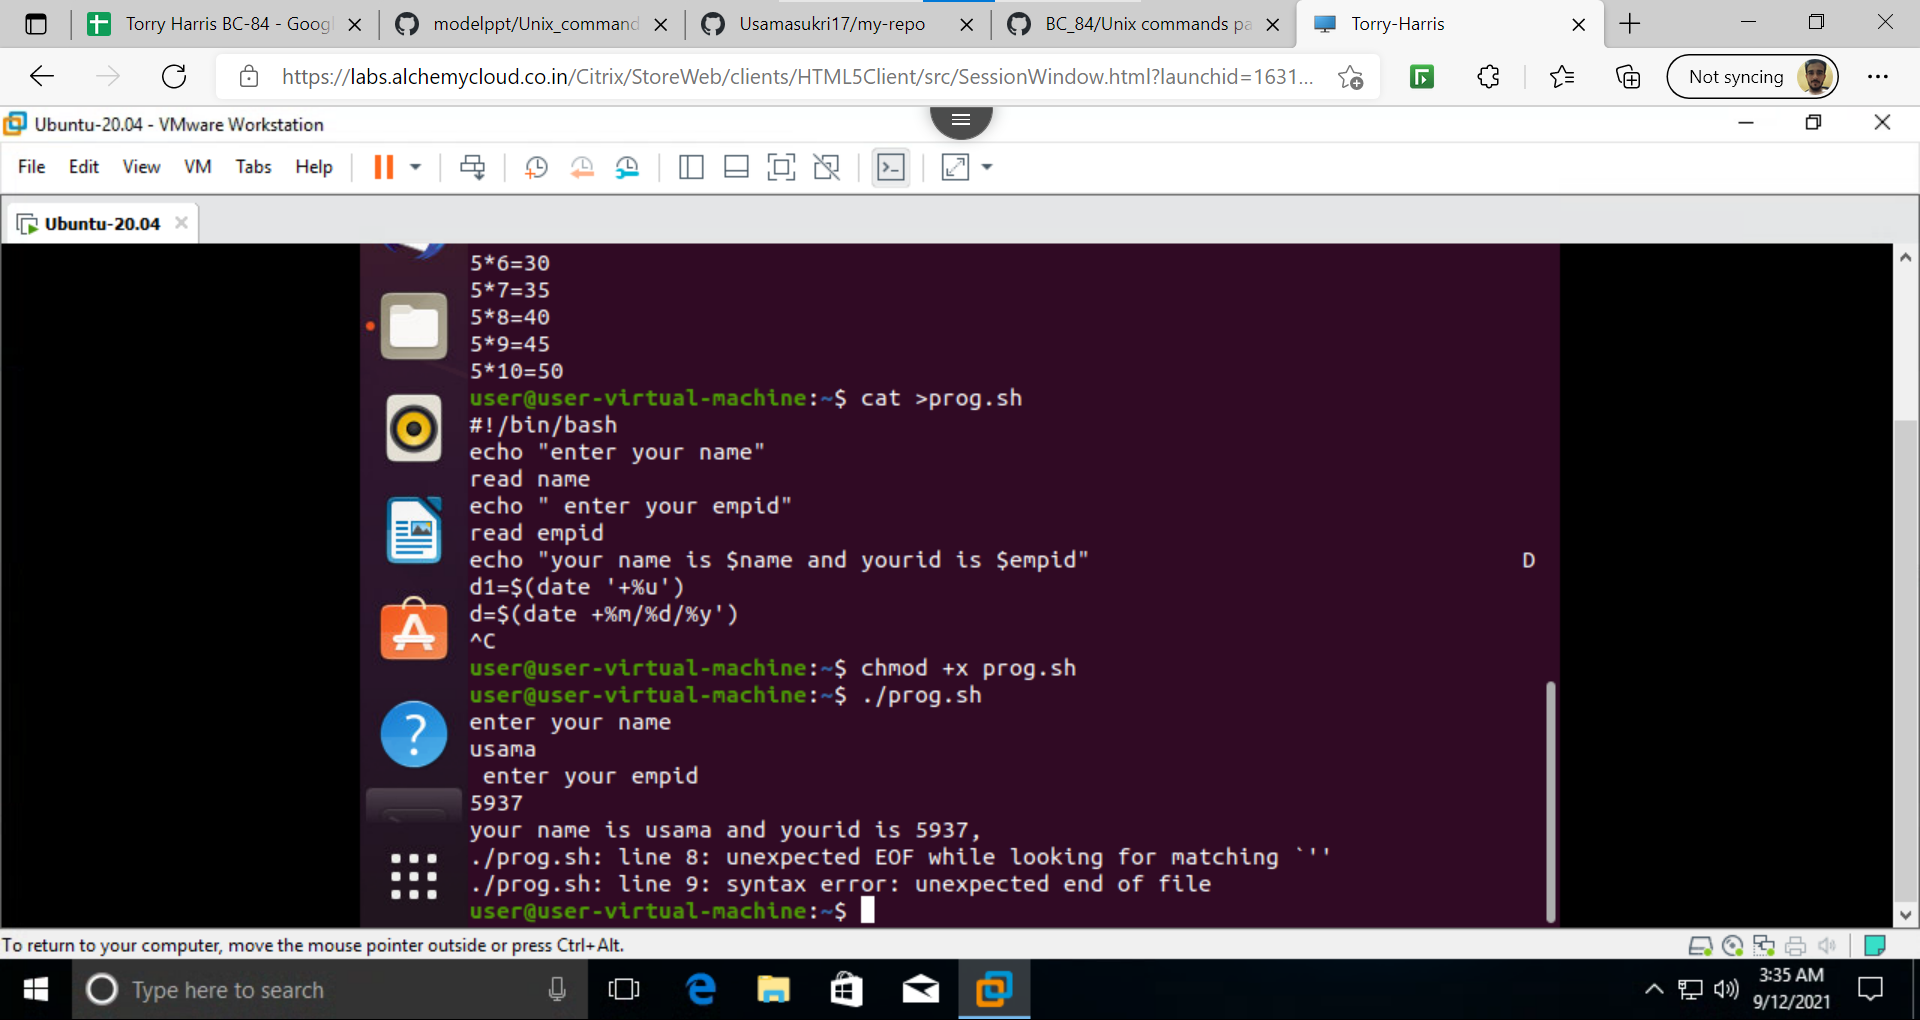 Torry Harris BC-84 - Googl
modelppt/Unix_command
Usamasukri17/my-repo
BC_84/Unix commands pa
Torry-Harris
https://labs.alchemycloud.co.in/Citrix/StoreWeb/clients/HTML5Client/src/SessionWindow.html?launchid=1631...
Not syncing
Ubuntu-20.04 - VMware Workstation
File Edit View VM Tabs Help
Ubuntu-20.04
5*6=30
5*7=35
5*8=40
5*9=45
5*10=50
user@user-virtual-machine:~$ cat >prog.sh
#!/bin/bash
echo "enter your name"
read name
echo " enter your empid"
read empid
echo "your name is $name and yourid is $empid" D
d1=$(date '+%u')
d=$(date +%m/%d/%y')
^C
user@user-virtual-machine:~$ chmod +x prog.sh
user@user-virtual-machine:~$ ./prog.sh
enter your name
usama
 enter your empid
5937
your name is usama and yourid is 5937,
./prog.sh: line 8: unexpected EOF while looking for matching `''
./prog.sh: line 9: syntax error: unexpected end of file
user@user-virtual-machine:~$
To return to your computer, move the mouse pointer outside or press Ctrl+Alt.
Type here to search
3:35 AM
9/12/2021